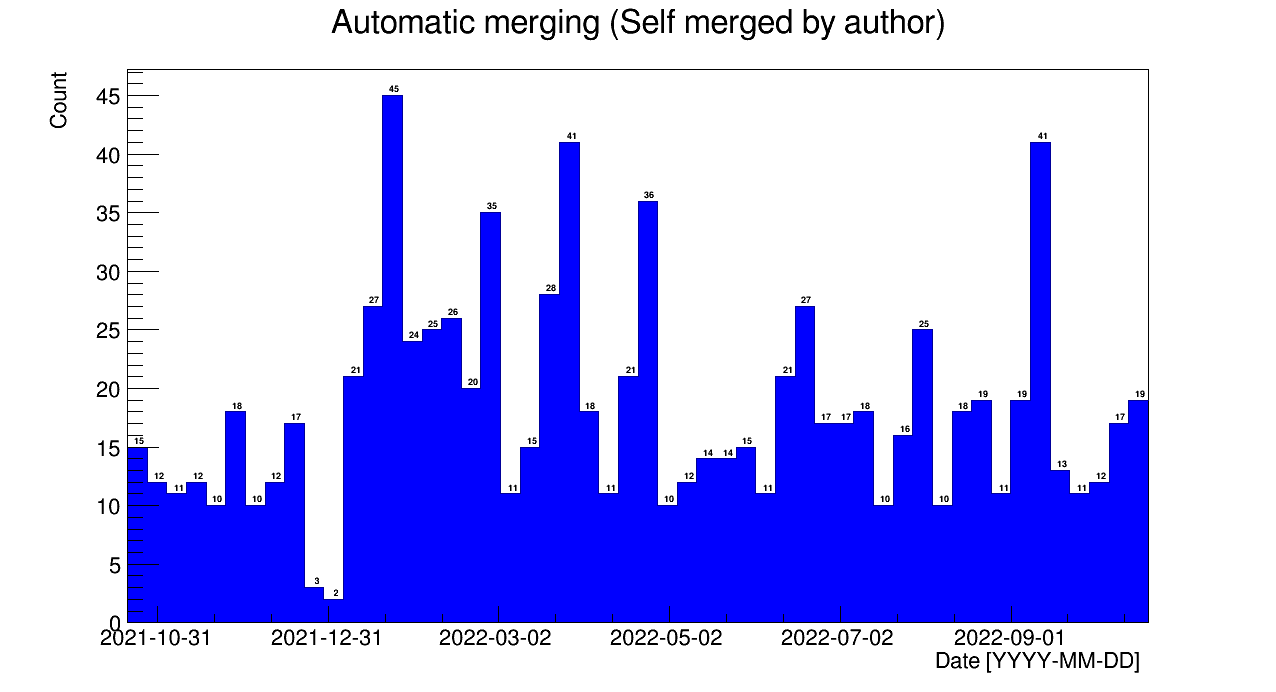 Automatic merging (Self merged by author)
Count
45
40
35
30
25
20
15
10
5
0
15 12 11 12 10 18 10 12 17 3 2 21 27 45 24 25 26 20 35 11 15 28 41 18 11 21 36 10 12 14 14 15 11 21 27 17 17 18 10 16 25 10 18 19 11 19 41 13 11 12 17 19
2021-10-31 2021-12-31 2022-03-02 2022-05-02 2022-07-02 2022-09-01
Date [YYYY-MM-DD]